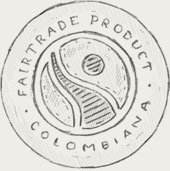 · FAIRTRADE PRODUCT ·
COLOMBIANA